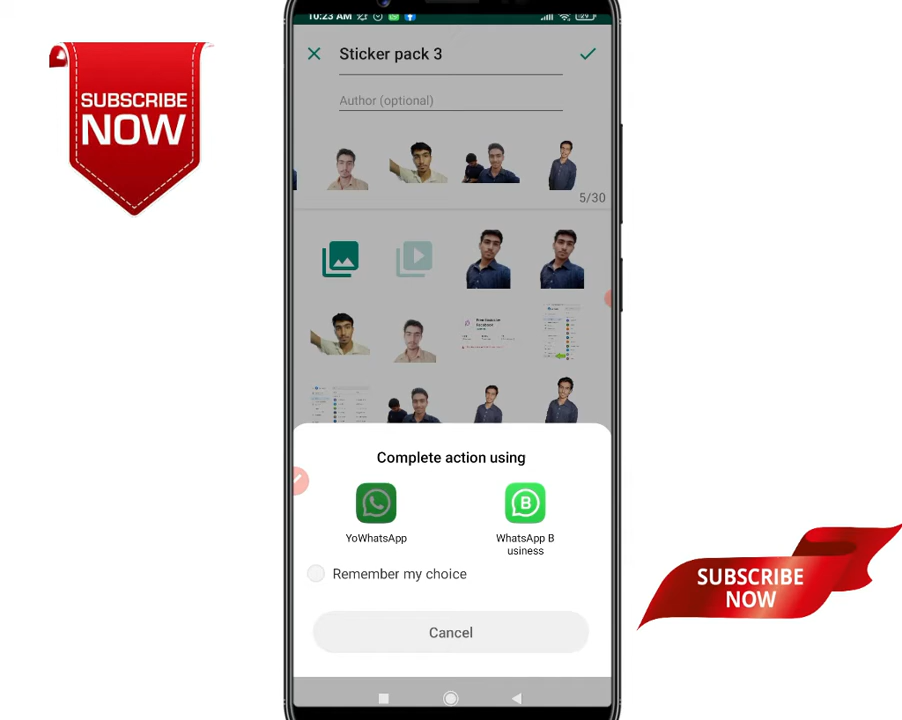 10:23 AM
SUBSCRIBE
NOW
Sticker pack 3
Author (optional)
5/30
Complete action using
YoWhatsApp
WhatsApp B
usiness
Remember my choice
Cancel
SUBSCRIBE
NOW